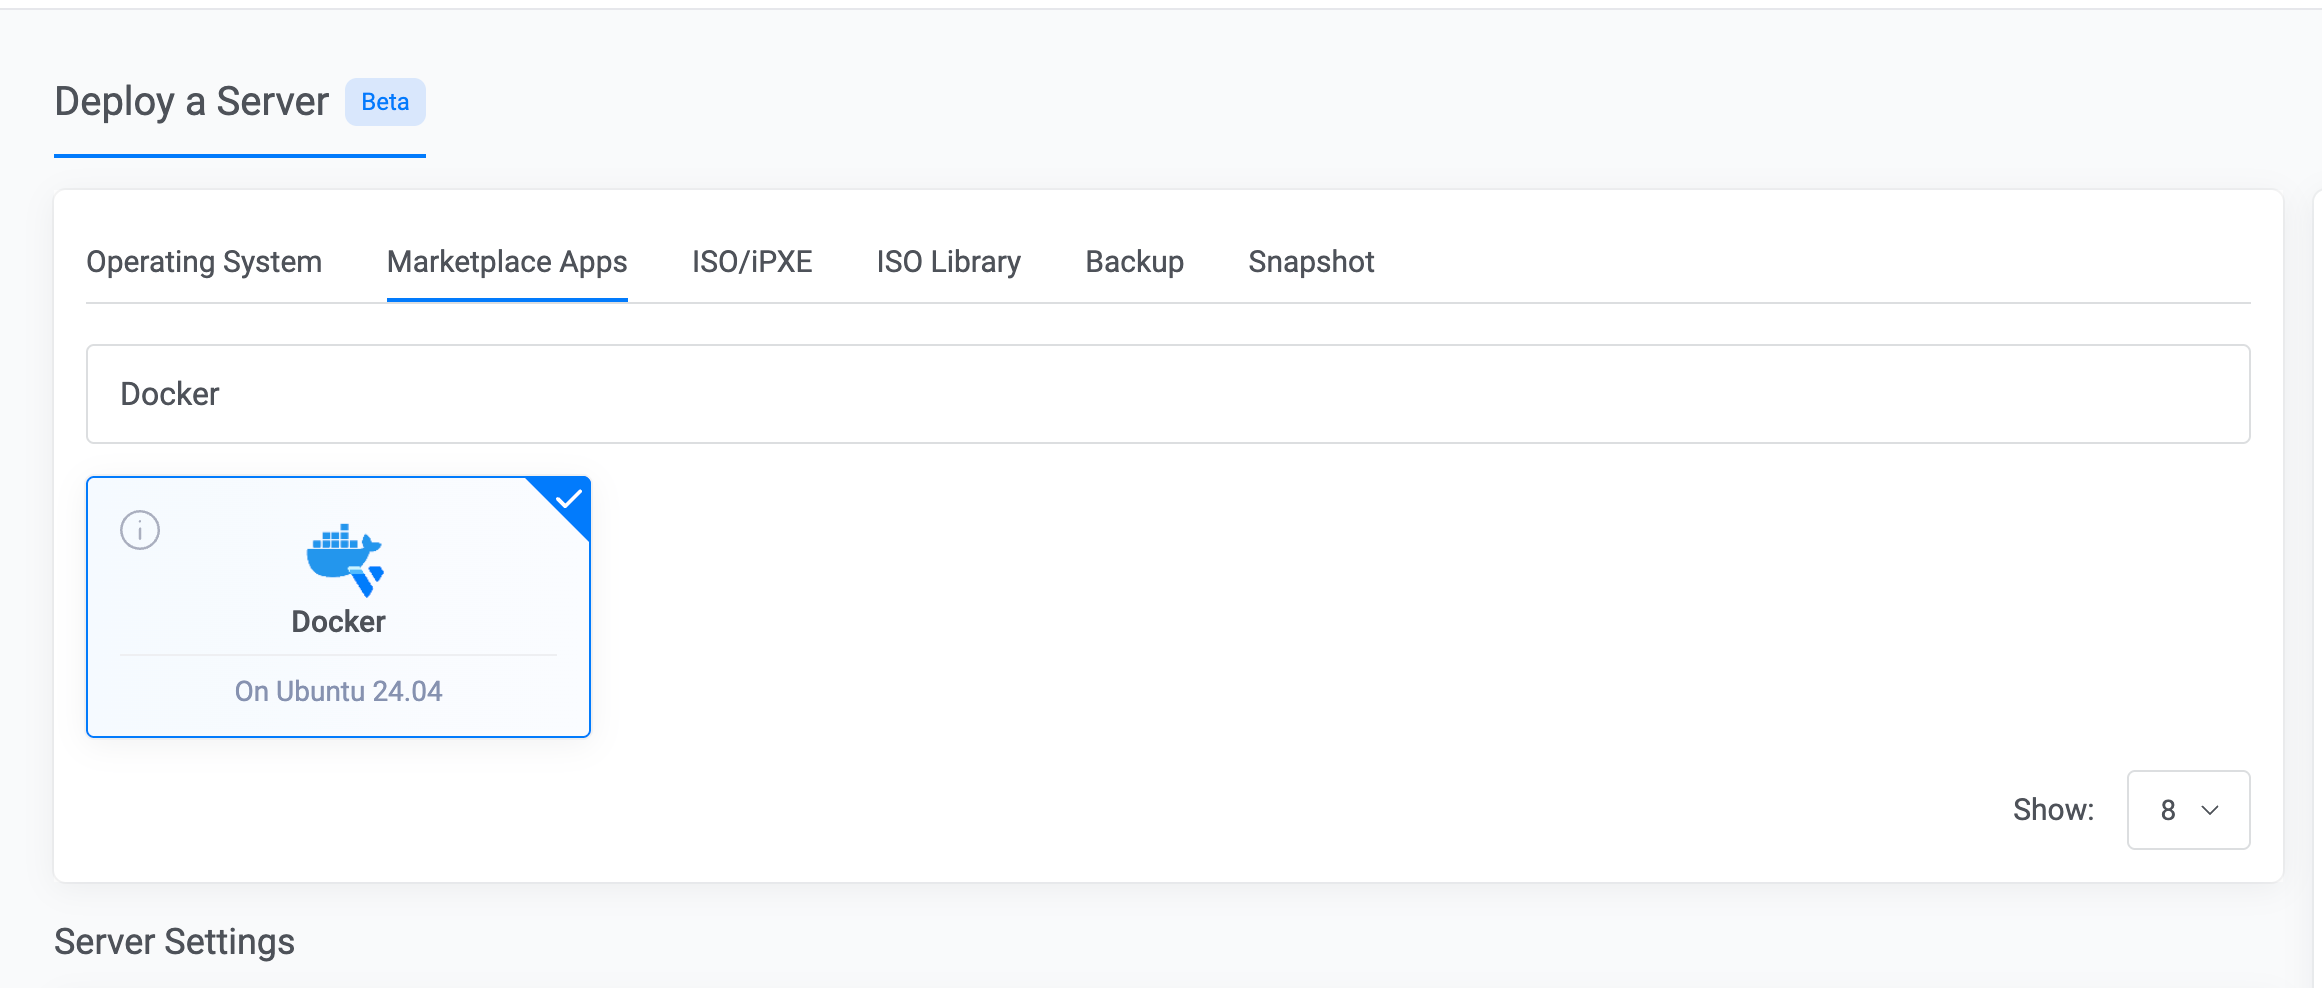 Deploy a Server Beta
Operating System Marketplace Apps ISO/iPXE ISO Library Backup Snapshot
Docker
Docker
On Ubuntu 24.04
Show: 8
Server Settings